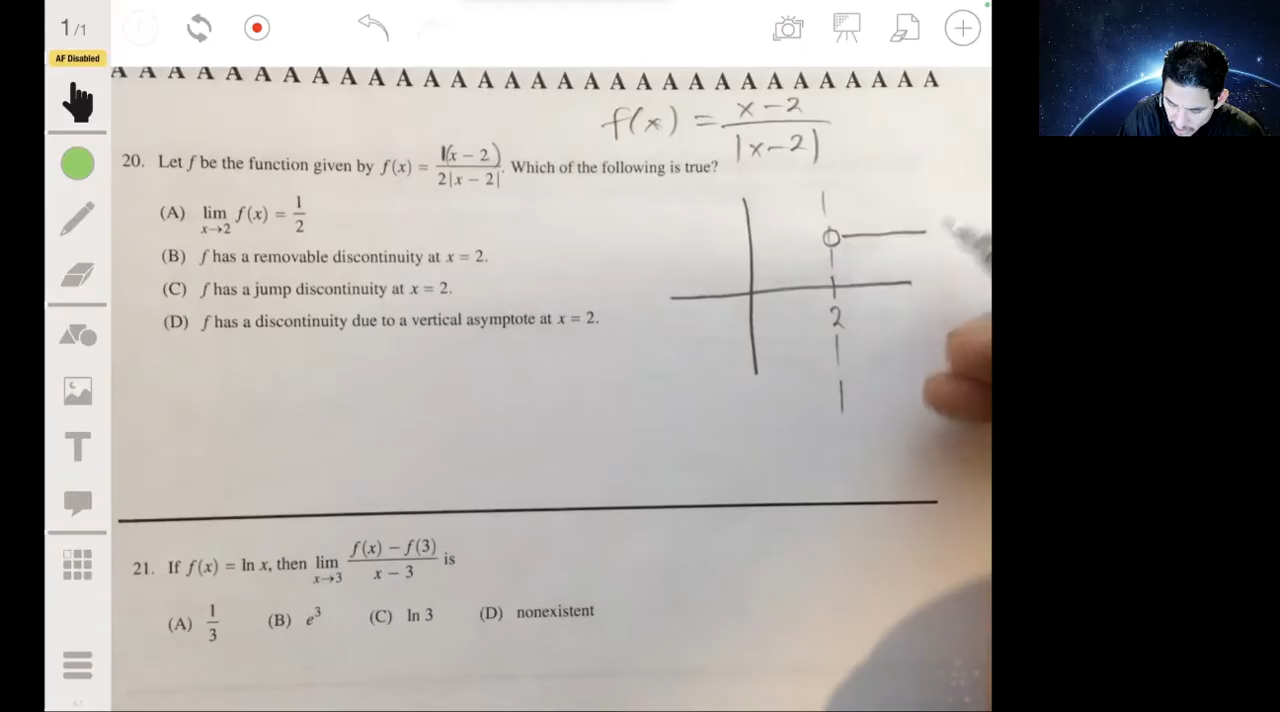 1/1
AF Disabled
A A A A A A A A A A A A A A A A A A A A A A A A A A A A A
f(x) = x-2 / |x-2|
20. Let f be the function given by f(x) = 1(x − 2) / 2|x − 2|. Which of the following is true?
(A) lim x→2 f(x) = 1/2
(B) f has a removable discontinuity at x = 2.
(C) f has a jump discontinuity at x = 2.
(D) f has a discontinuity due to a vertical asymptote at x = 2.
2
21. If f(x) = ln x, then lim x→3 f(x) − f(3) / x − 3 is
(A) 1/3 (B) e³ (C) ln 3 (D) nonexistent
T